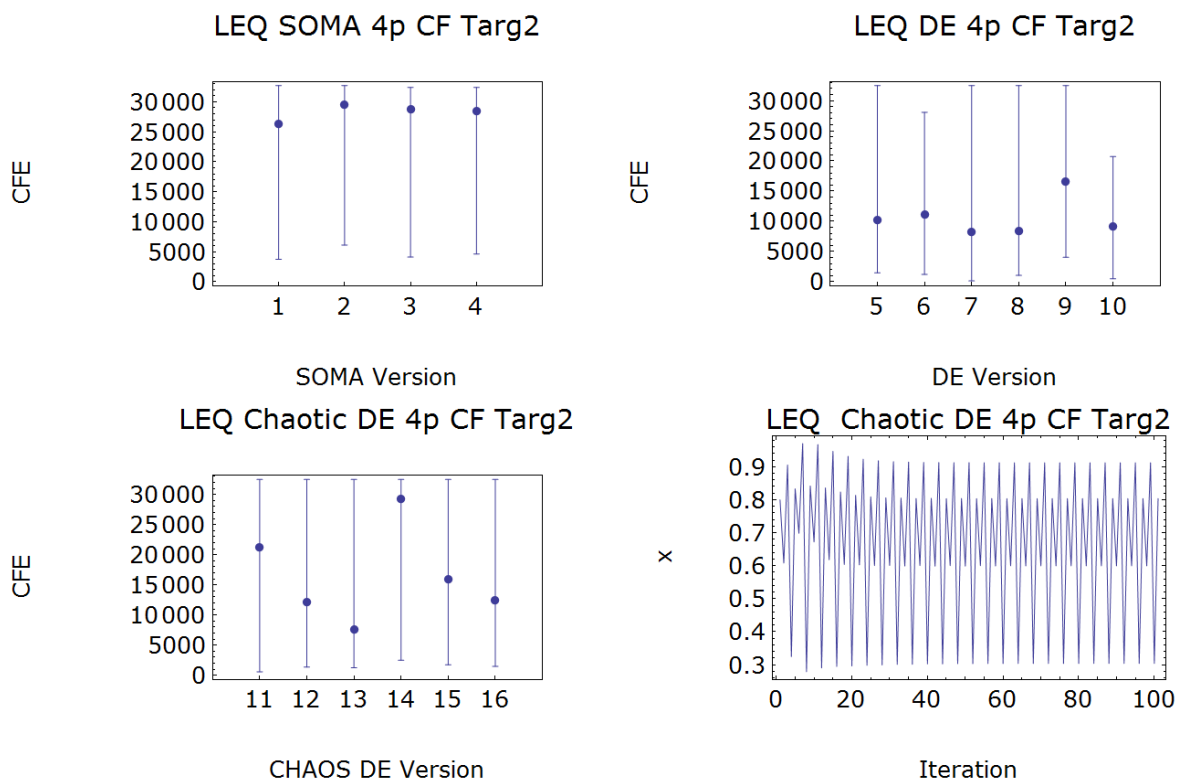 LEQ SOMA 4p CF Targ2
CFE
30 000
25 000
20 000
15 000
10 000
5000
0
1 2 3 4
SOMA Version
LEQ DE 4p CF Targ2
CFE
30 000
25 000
20 000
15 000
10 000
5000
0
5 6 7 8 9 10
DE Version
LEQ Chaotic DE 4p CF Targ2
CFE
30 000
25 000
20 000
15 000
10 000
5000
0
11 12 13 14 15 16
CHAOS DE Version
LEQ Chaotic DE 4p CF Targ2
x
0.9
0.8
0.7
0.6
0.5
0.4
0.3
0 20 40 60 80 100
Iteration